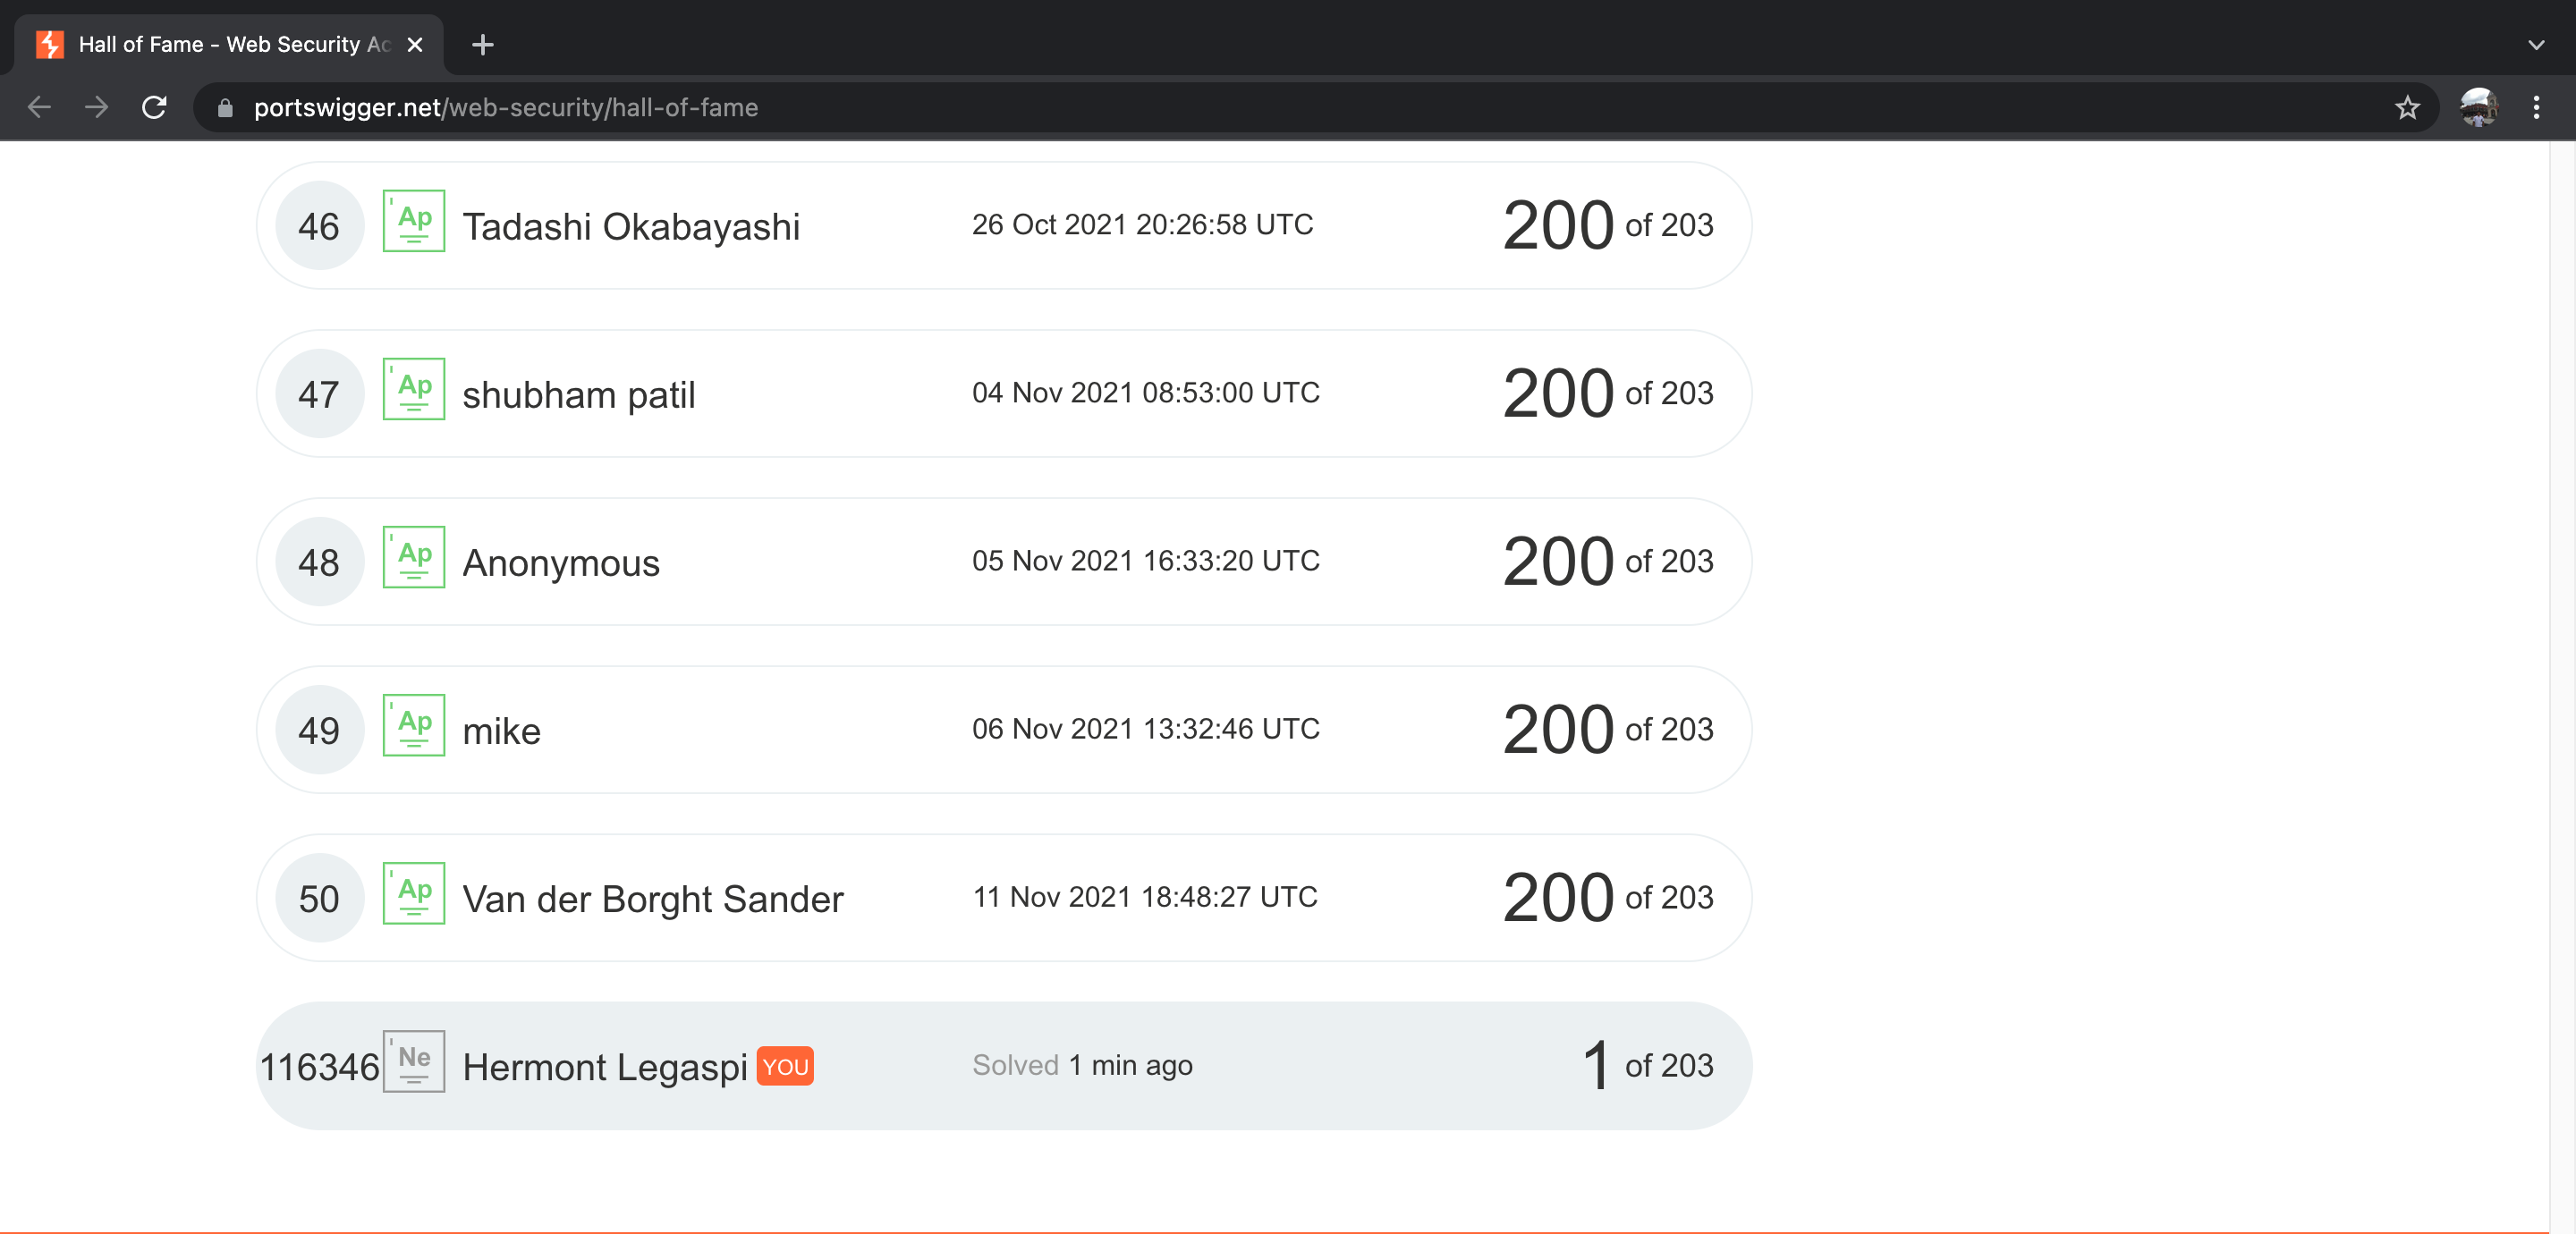 Hall of Fame - Web Security Ac
portswigger.net/web-security/hall-of-fame
46 Ap Tadashi Okabayashi 26 Oct 2021 20:26:58 UTC 200 of 203
47 Ap shubham patil 04 Nov 2021 08:53:00 UTC 200 of 203
48 Ap Anonymous 05 Nov 2021 16:33:20 UTC 200 of 203
49 Ap mike 06 Nov 2021 13:32:46 UTC 200 of 203
50 Ap Van der Borght Sander 11 Nov 2021 18:48:27 UTC 200 of 203
116346 Ne Hermont Legaspi YOU Solved 1 min ago 1 of 203